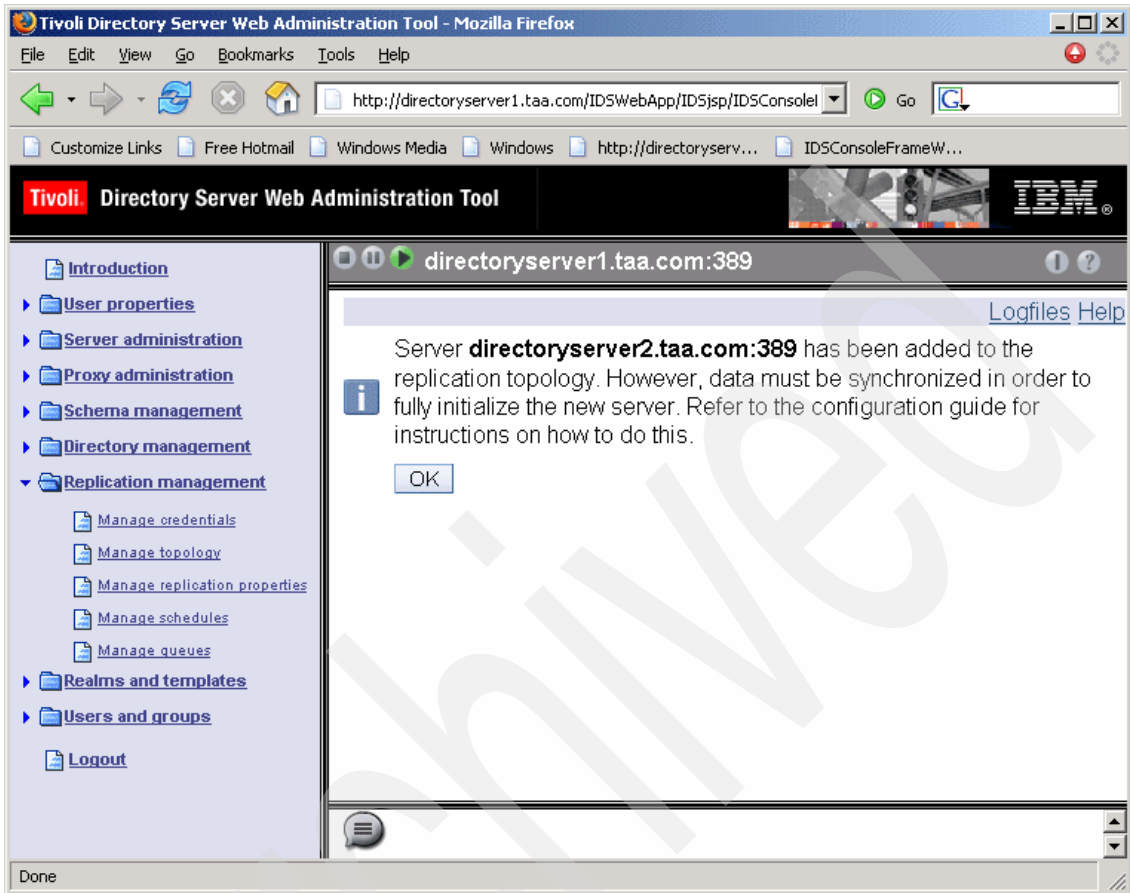 Tivoli Directory Server Web Administration Tool - Mozilla Firefox
File Edit View Go Bookmarks Tools Help
http://directoryserver1.taa.com/IDSWebApp/IDSjsp/IDSConsoleI
Go
G
Customize Links Free Hotmail Windows Media Windows http://directoryserv... IDSConsoleFrameW...
Tivoli. Directory Server Web Administration Tool
IBM®
Introduction
User properties
Server administration
Proxy administration
Schema management
Directory management
Replication management
Manage credentials
Manage topology
Manage replication properties
Manage schedules
Manage queues
Realms and templates
Users and groups
Logout
directoryserver1.taa.com:389
Logfiles Help
Server directoryserver2.taa.com:389 has been added to the
replication topology. However, data must be synchronized in order to
fully initialize the new server. Refer to the configuration guide for
instructions on how to do this.
OK
Done
hived